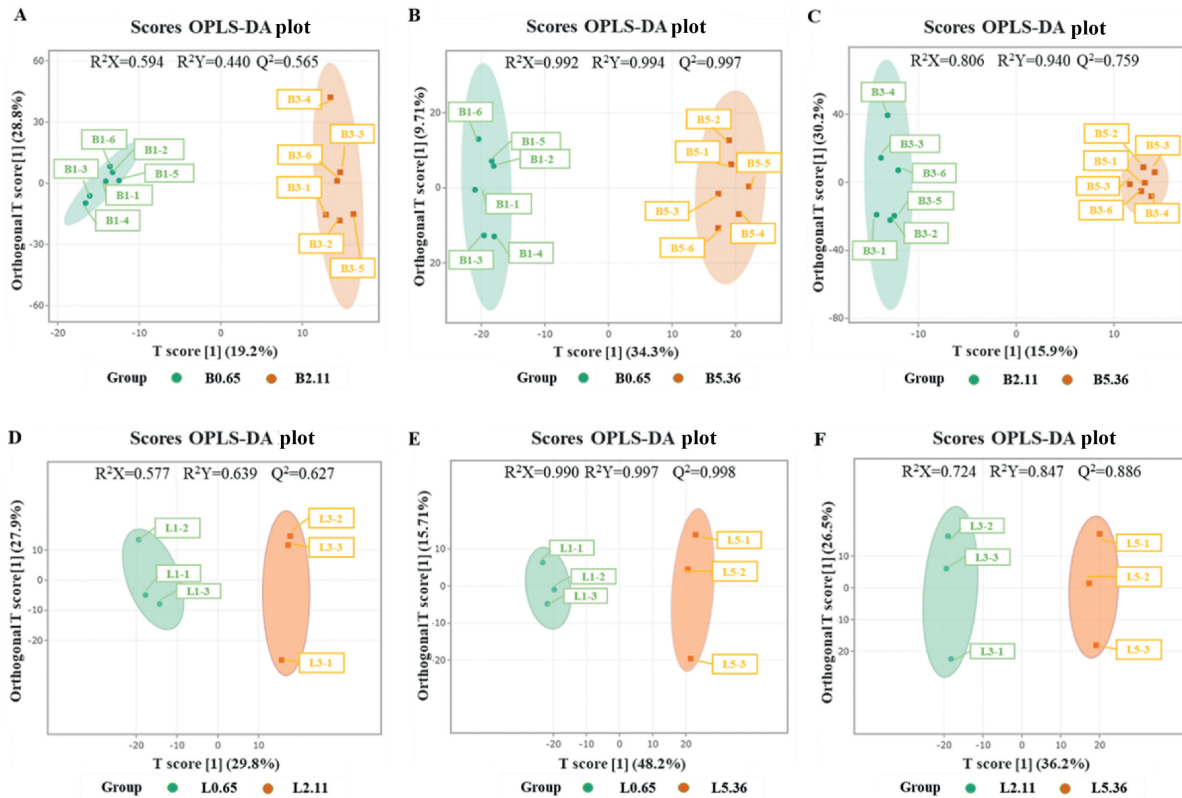 A
Scores OPLS-DA plot
R²X=0.594 R²Y=0.440 Q²=0.565
Orthogonal T score[1] (28.8%)
60
30
0
-30
-60
B1-6
B1-2
B1-3
B1-5
B1-1
B1-4
B3-4
B3-3
B3-6
B3-1
B3-2
B3-5
-20 -10 0 10
T score [1] (19.2%)
Group B0.65 B2.11
B
Scores OPLS-DA plot
R²X=0.992 R²Y=0.994 Q²=0.997
Orthogonal T score[1] (9.71%)
20
0
20
B1-6
B1-5
B1-2
B1-1
B1-3
B1-4
B5-2
B5-1
B5-5
B5-3
B5-4
B5-6
-20 -10 0 10 20
T score [1] (34.3%)
Group B0.65 B5.36
C
Scores OPLS-DA plot
R²X=0.806 R²Y=0.940 Q²=0.759
Orthogonal T score[1] (30.2%)
40
0
-40
-80
B3-4
B3-3
B3-6
B3-5
B3-2
B3-1
B5-2
B5-3
B5-1
B5-3
B3-6
B3-4
-10 0 10
T score [1] (15.9%)
Group B2.11 B5.36
D
Scores OPLS-DA plot
R²X=0.577 R²Y=0.639 Q²=0.627
Orthogonal T score[1] (27.9%)
10
0
-10
-20
L1-2
L1-1
L1-3
L3-2
L3-3
L3-1
-20 -10 0 10
T score [1] (29.8%)
Group L0.65 L2.11
E
Scores OPLS-DA plot
R²X=0.990 R²Y=0.997 Q²=0.998
Orthogonal T score[1] (15.71%)
10
0
-10
-20
L1-1
L1-2
L1-3
L5-1
L5-2
L5-3
-20 -10 0 10 20
T score [1] (48.2%)
Group L0.65 L5.36
F
Scores OPLS-DA plot
R²X=0.724 R²Y=0.847 Q²=0.886
Orthogonal T score[1] (26.5%)
10
0
10
20
L3-2
L3-3
L3-1
L5-1
L5-2
L5-3
-20 -10 0 10 20
T score [1] (36.2%)
Group L2.11 L5.36